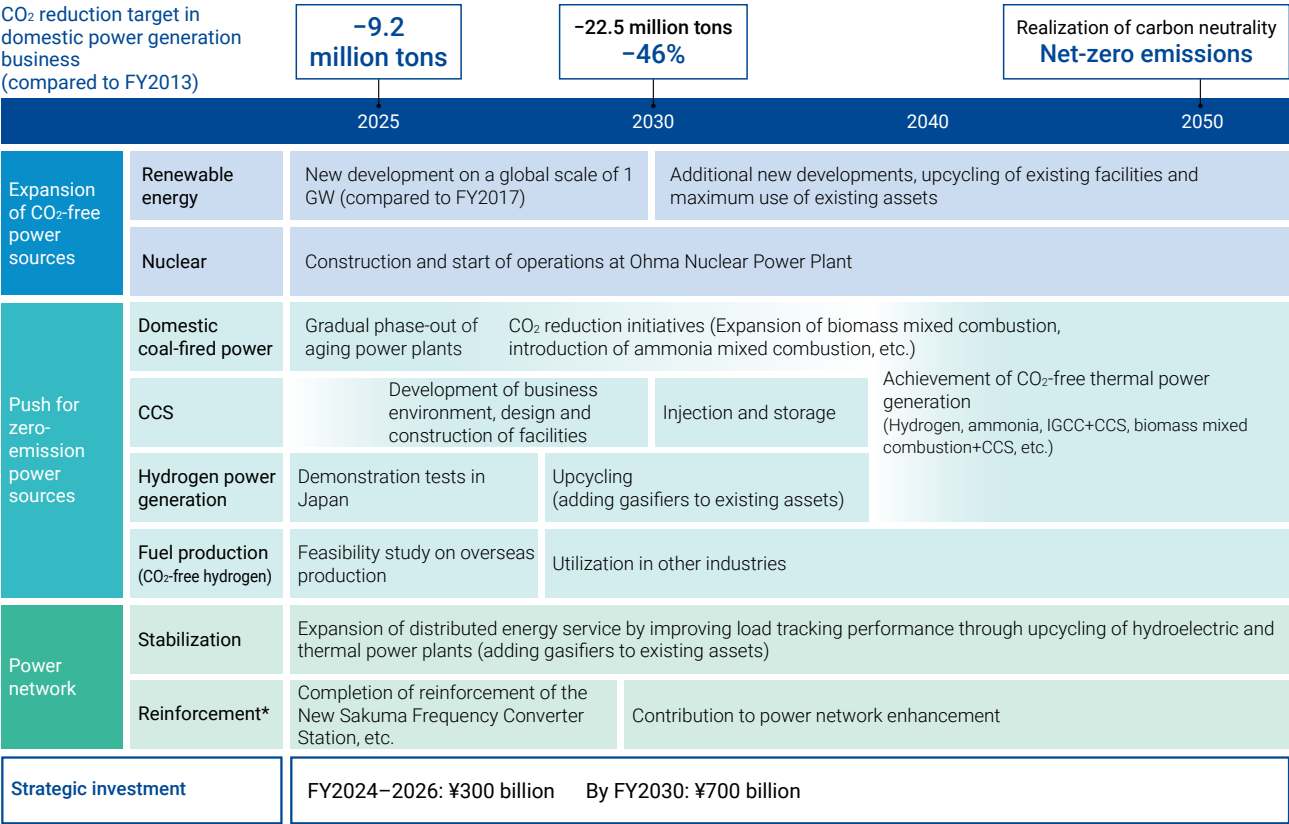 CO₂ reduction target in
domestic power generation
business
(compared to FY2013)
−9.2
million tons
−22.5 million tons
−46%
Realization of carbon neutrality
Net-zero emissions
2025
2030
2040
2050
Expansion
of CO₂-free
power
sources
Renewable
energy
New development on a global scale of 1
GW (compared to FY2017)
Additional new developments, upcycling of existing facilities and
maximum use of existing assets
Nuclear
Construction and start of operations at Ohma Nuclear Power Plant
Push for
zero-
emission
power
sources
Domestic
coal-fired power
Gradual phase-out of
aging power plants
CO₂ reduction initiatives (Expansion of biomass mixed combustion,
introduction of ammonia mixed combustion, etc.)
CCS
Development of business
environment, design and
construction of facilities
Injection and storage
Achievement of CO₂-free thermal power
generation
(Hydrogen, ammonia, IGCC+CCS, biomass mixed
combustion+CCS, etc.)
Hydrogen power
generation
Demonstration tests in
Japan
Upcycling
(adding gasifiers to existing assets)
Fuel production
(CO₂-free hydrogen)
Feasibility study on overseas
production
Utilization in other industries
Power
network
Stabilization
Expansion of distributed energy service by improving load tracking performance through upcycling of hydroelectric and
thermal power plants (adding gasifiers to existing assets)
Reinforcement*
Completion of reinforcement of the
New Sakuma Frequency Converter
Station, etc.
Contribution to power network enhancement
Strategic investment
FY2024–2026: ¥300 billion By FY2030: ¥700 billion